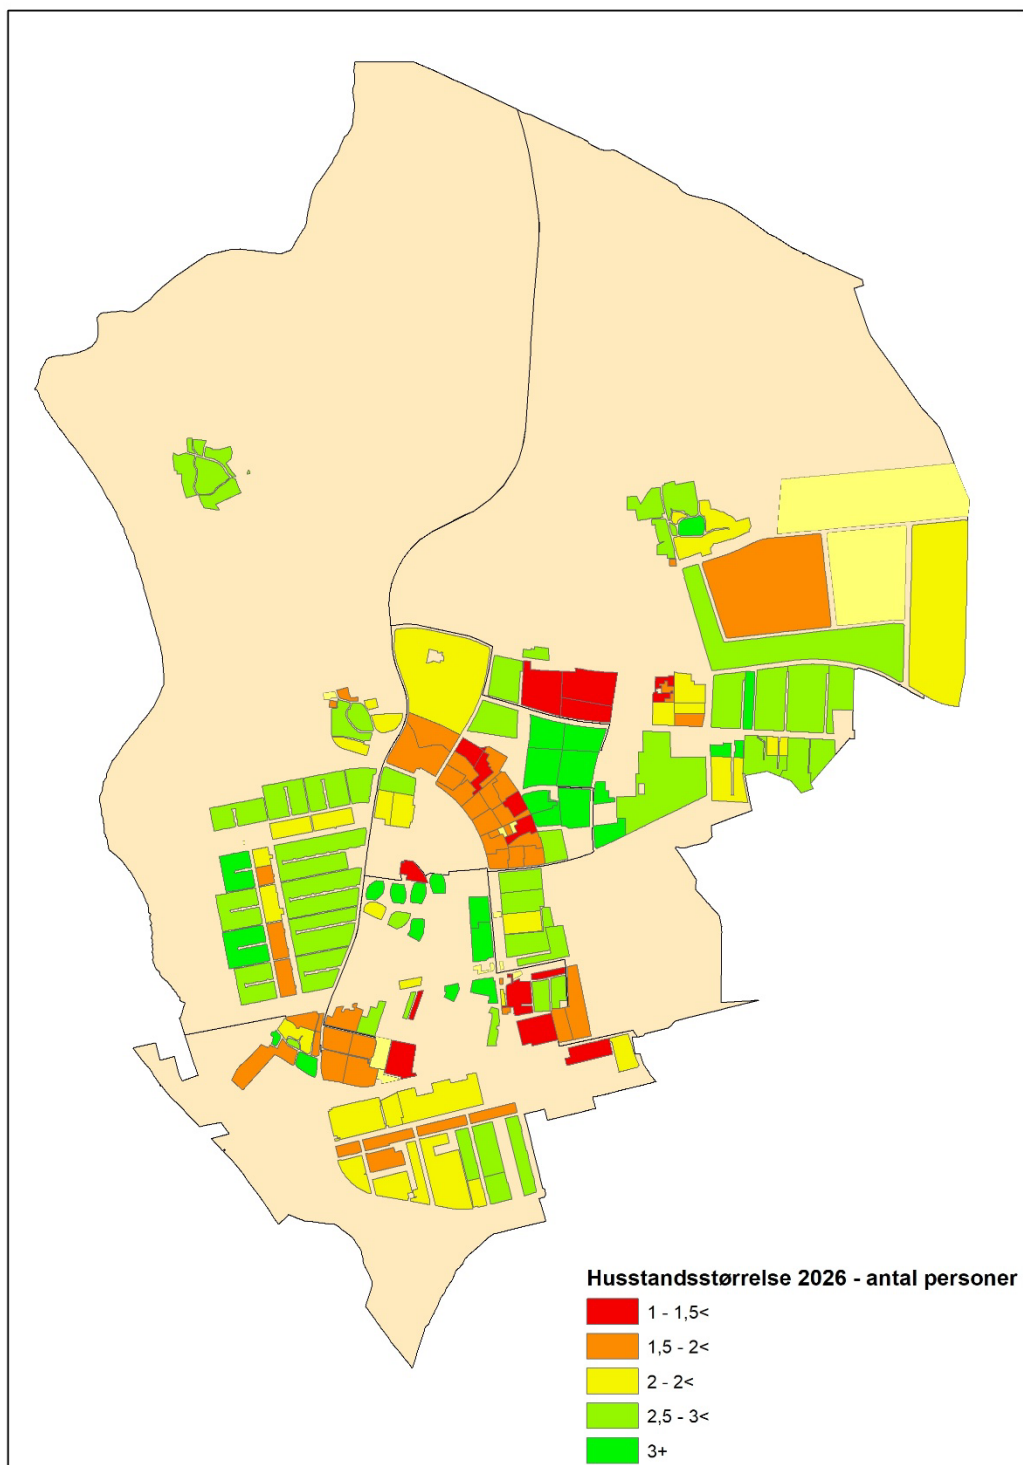 Husstandsstørrelse 2026 - antal personer
1 - 1,5<
1,5 - 2<
2 - 2<
2,5 - 3<
3+